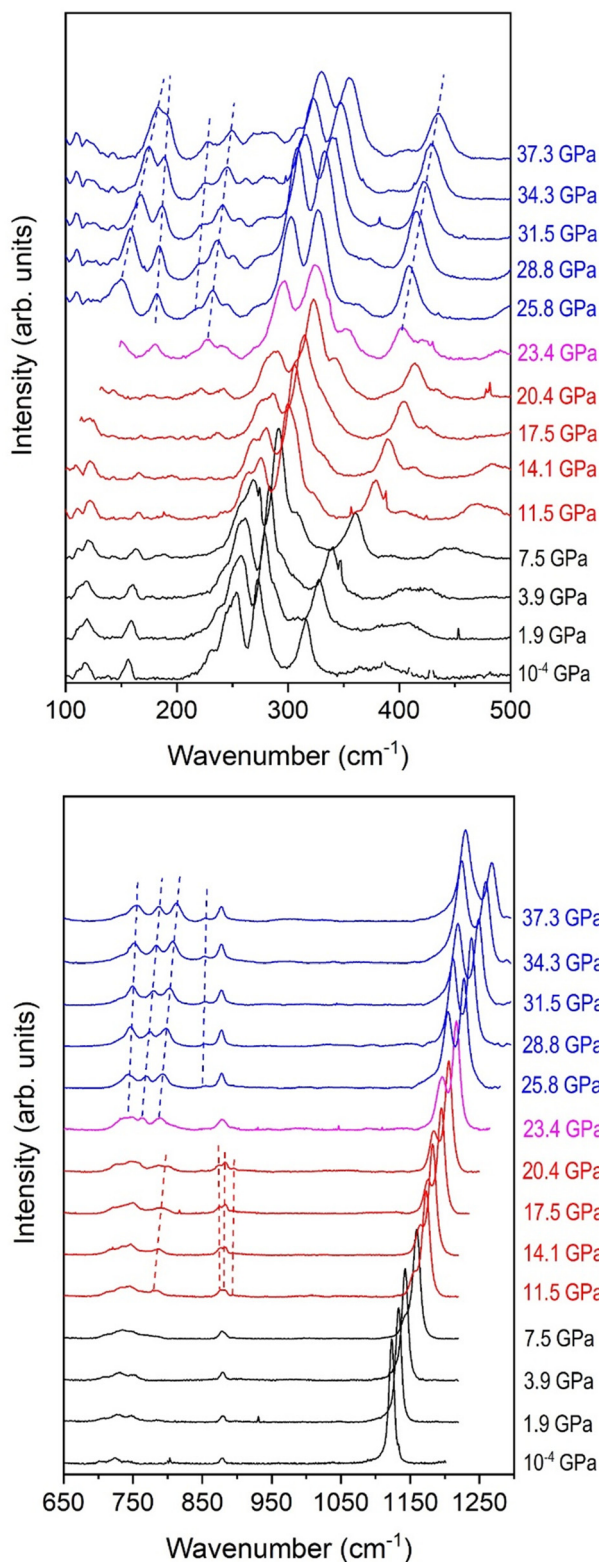 Intensity (arb. units)
37.3 GPa
34.3 GPa
31.5 GPa
28.8 GPa
25.8 GPa
23.4 GPa
20.4 GPa
17.5 GPa
14.1 GPa
11.5 GPa
7.5 GPa
3.9 GPa
1.9 GPa
10⁻⁴ GPa
100 200 300 400 500
Wavenumber (cm⁻¹)
Intensity (arb. units)
37.3 GPa
34.3 GPa
31.5 GPa
28.8 GPa
25.8 GPa
23.4 GPa
20.4 GPa
17.5 GPa
14.1 GPa
11.5 GPa
7.5 GPa
3.9 GPa
1.9 GPa
10⁻⁴ GPa
650 750 850 950 1050 1150 1250
Wavenumber (cm⁻¹)